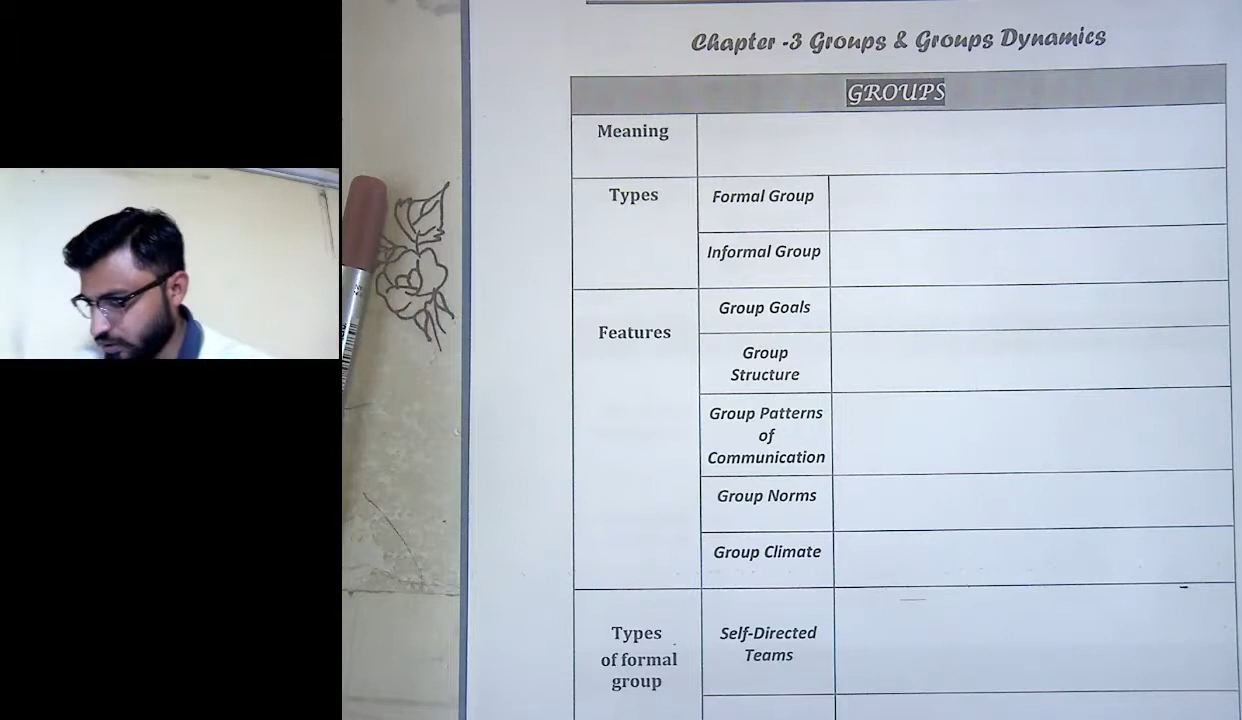 Chapter -3 Groups & Groups Dynamics
GROUPS
Meaning
Types
Formal Group
Informal Group
Features
Group Goals
Group
Structure
Group Patterns
of
Communication
Group Norms
Group Climate
Types
of formal
group
Self-Directed
Teams